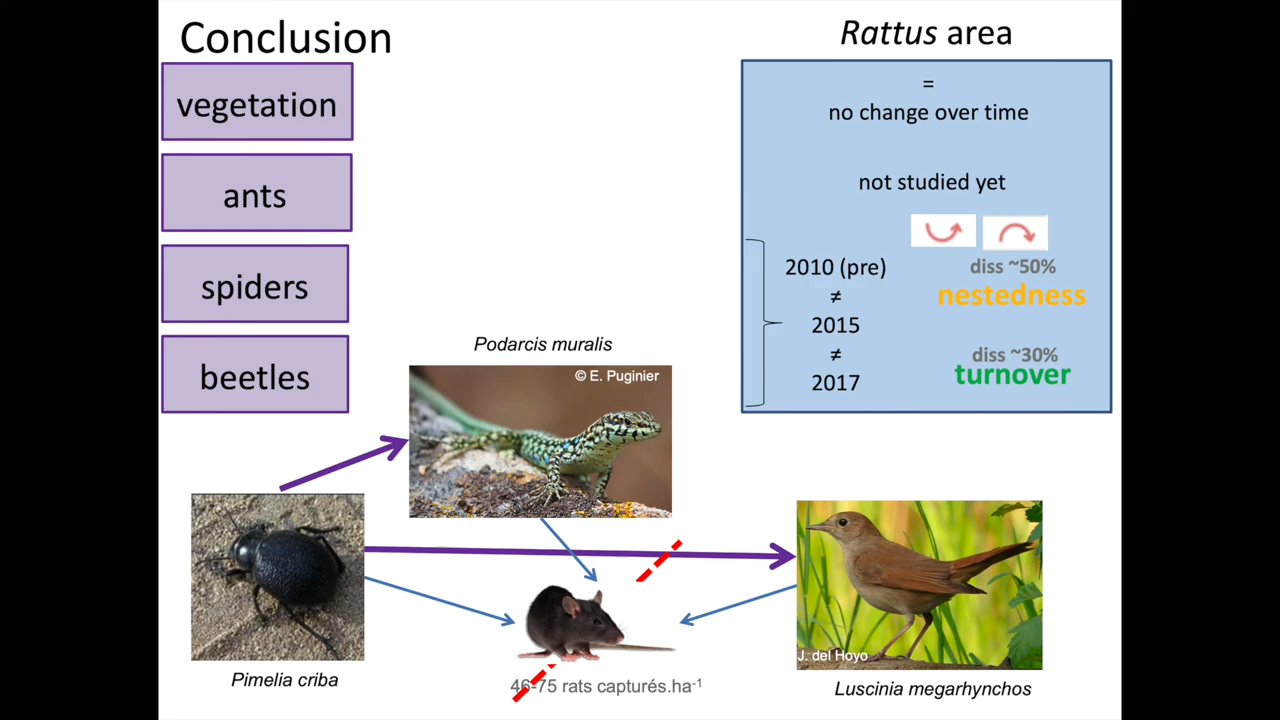 Conclusion
Rattus area
vegetation
ants
spiders
beetles
=
no change over time
not studied yet
2010 (pre)
≠
2015
≠
2017
diss ~50%
nestedness
diss ~30%
turnover
Podarcis muralis
© E. Puginier
Pimelia criba
46-75 rats capturés.ha-1
J. del Hoyo
Luscinia megarhynchos